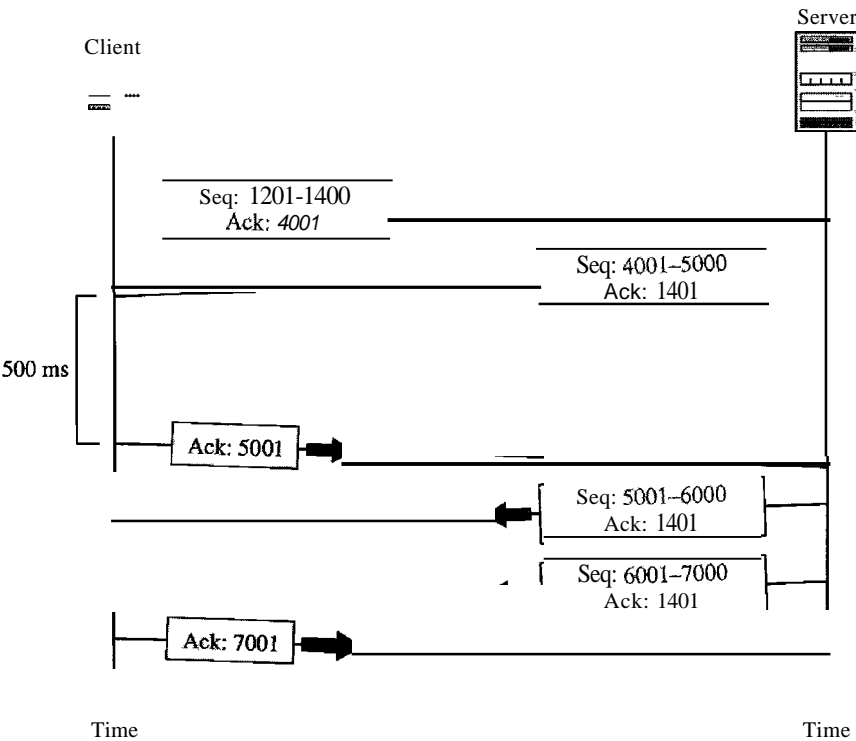 Server
Client
Seq: 1201-1400
Ack: 4001
Seq: 4001–5000
Ack: 1401
500 ms
Ack: 5001
Seq: 5001–6000
Ack: 1401
Seq: 6001–7000
Ack: 1401
Ack: 7001
Time
Time